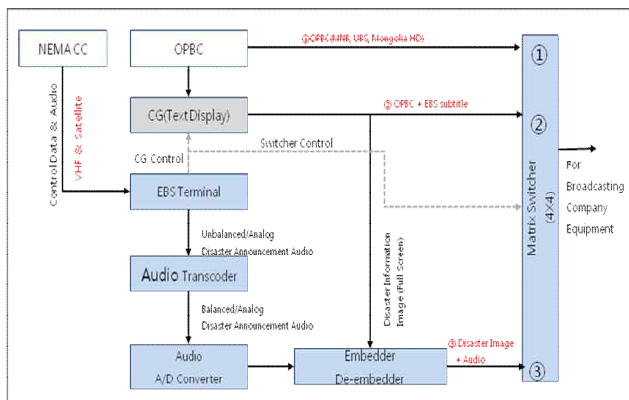 NEMA CC
OPBC
①OPBC(MNB, UBS, Mongolia HD)
①
Control Data & Audio
VHF & Satellite
CG(Text Display)
② OPBC + EBS subtitle
②
Switcher Control
CG Control
EBS Terminal
Matrix Switcher
(4X4)
For
Broadcasting
Company
Equipment
Unbalanced/Analog
Disaster Announcement Audio
Audio Transcoder
Disaster Information
Image (Full Screen)
Balanced/Analog
Disaster Announcement Audio
Audio
A/D Converter
Embedder
De-embedder
③ Disaster Image
+ Audio
③